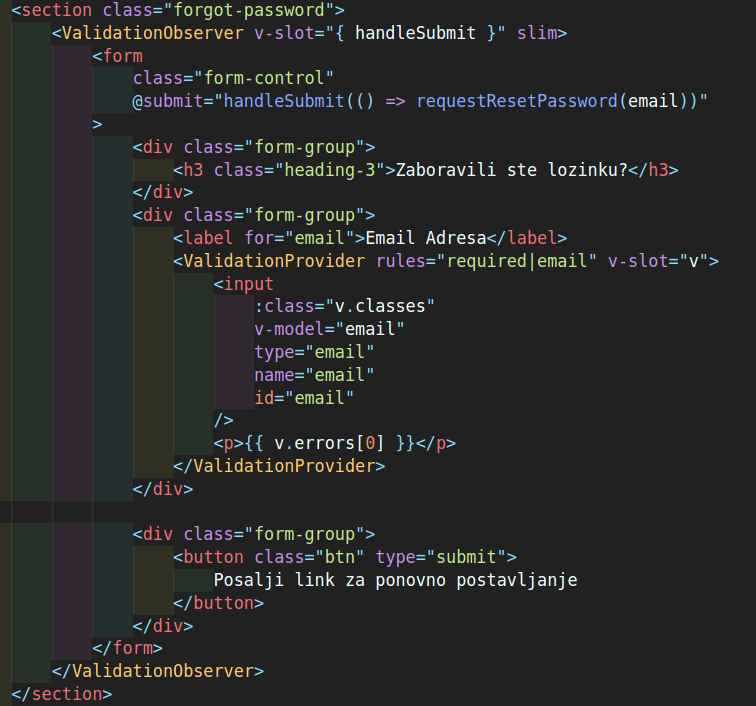 <section class="forgot-password">
    <ValidationObserver v-slot="{ handleSubmit }" slim>
        <form
            class="form-control"
            @submit="handleSubmit(() => requestResetPassword(email))"
        >
            <div class="form-group">
                <h3 class="heading-3">Zaboravili ste lozinku?</h3>
            </div>
            <div class="form-group">
                <label for="email">Email Adresa</label>
                <ValidationProvider rules="required|email" v-slot="v">
                    <input
                        :class="v.classes"
                        v-model="email"
                        type="email"
                        name="email"
                        id="email"
                    />
                    <p>{{ v.errors[0] }}</p>
                </ValidationProvider>
            </div>

            <div class="form-group">
                <button class="btn" type="submit">
                    Posalji link za ponovno postavljanje
                </button>
            </div>
        </form>
    </ValidationObserver>
</section>